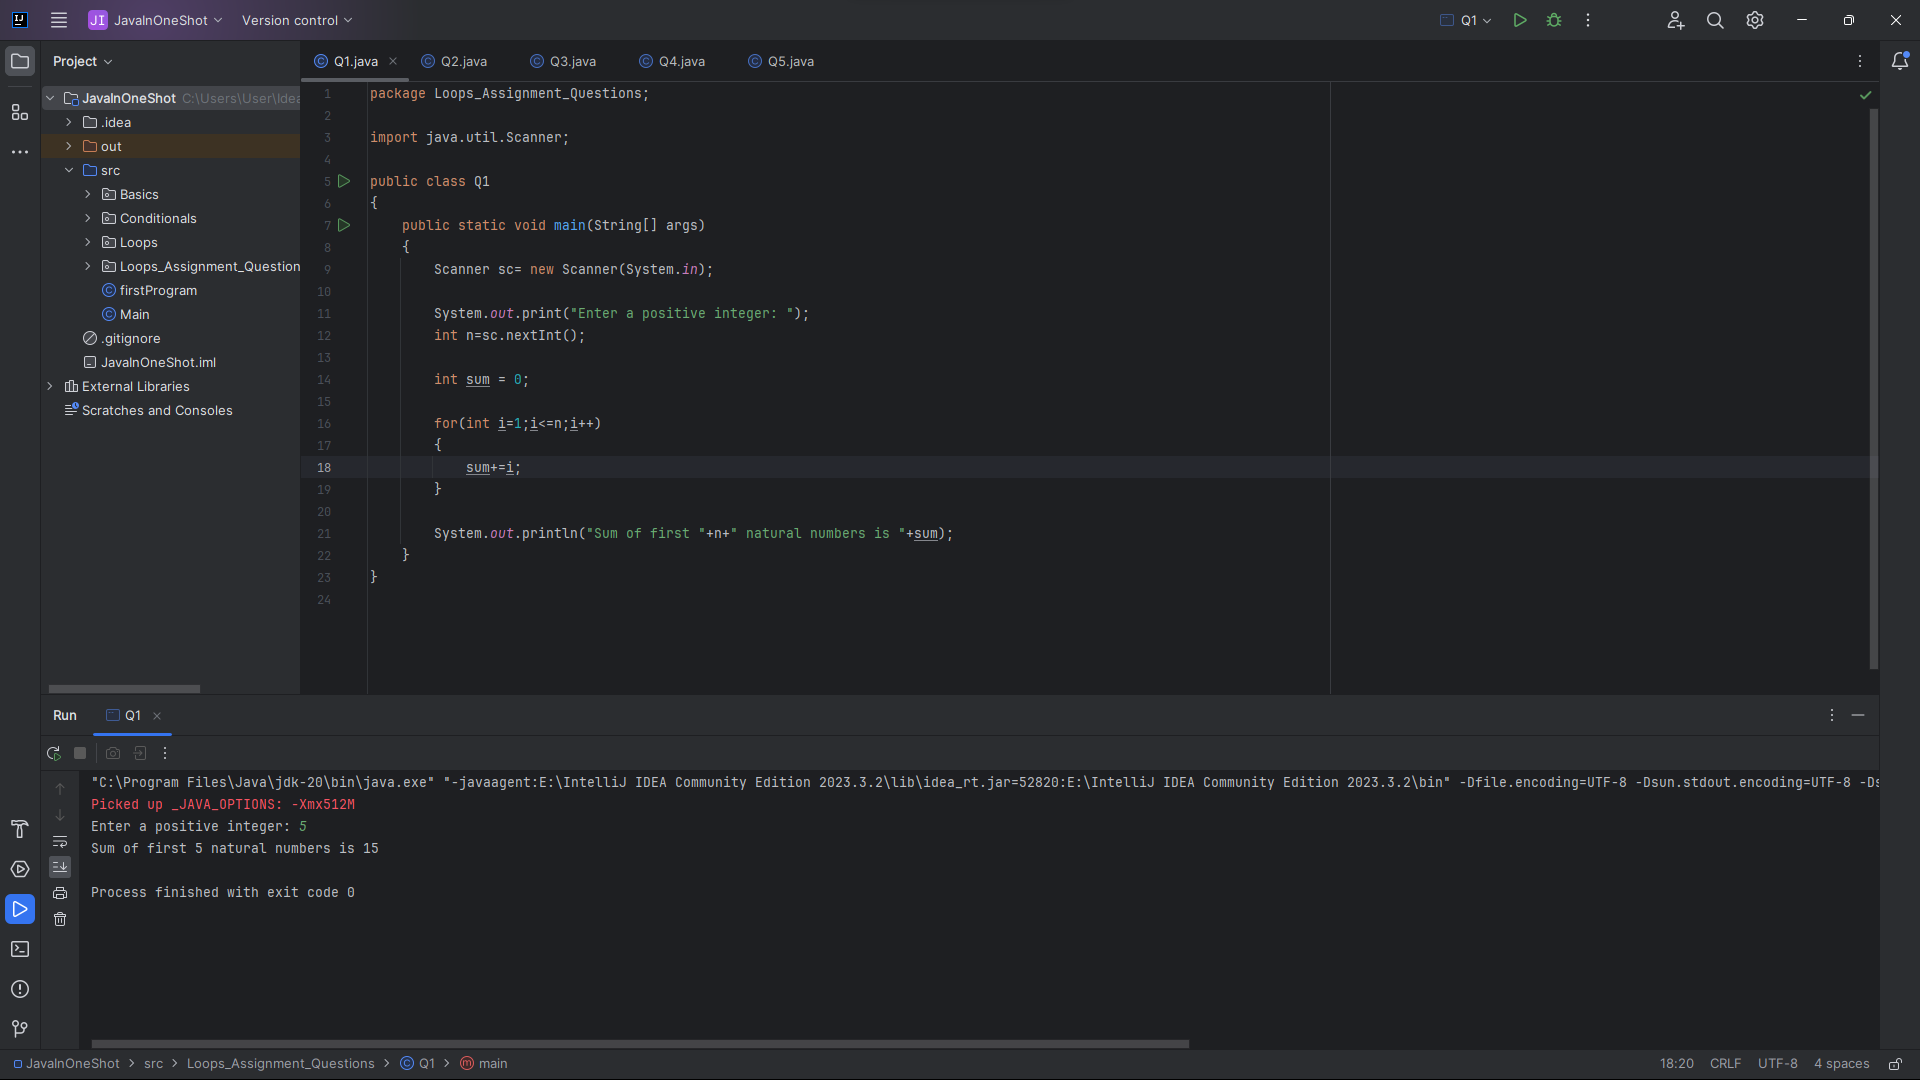 JI JavaInOneShot Version control Q1
Project
Q1.java Q2.java Q3.java Q4.java Q5.java
JavaInOneShot C:\Users\User\Idea
.idea
out
src
Basics
Conditionals
Loops
Loops_Assignment_Question
firstProgram
Main
.gitignore
JavaInOneShot.iml
External Libraries
Scratches and Consoles
1 package Loops_Assignment_Questions;
2
3 import java.util.Scanner;
4
5 public class Q1
6 {
7 public static void main(String[] args)
8 {
9 Scanner sc= new Scanner(System.in);
10
11 System.out.print("Enter a positive integer: ");
12 int n=sc.nextInt();
13
14 int sum = 0;
15
16 for(int i=1;i<=n;i++)
17 {
18 sum+=i;
19 }
20
21 System.out.println("Sum of first "+n+" natural numbers is "+sum);
22 }
23 }
24
Run Q1
"C:\Program Files\Java\jdk-20\bin\java.exe" "-javaagent:E:\IntelliJ IDEA Community Edition 2023.3.2\lib\idea_rt.jar=52820:E:\IntelliJ IDEA Community Edition 2023.3.2\bin" -Dfile.encoding=UTF-8 -Dsun.stdout.encoding=UTF-8 -Ds
Picked up _JAVA_OPTIONS: -Xmx512M
Enter a positive integer: 5
Sum of first 5 natural numbers is 15
Process finished with exit code 0
JavaInOneShot src Loops_Assignment_Questions Q1 main 18:20 CRLF UTF-8 4 spaces